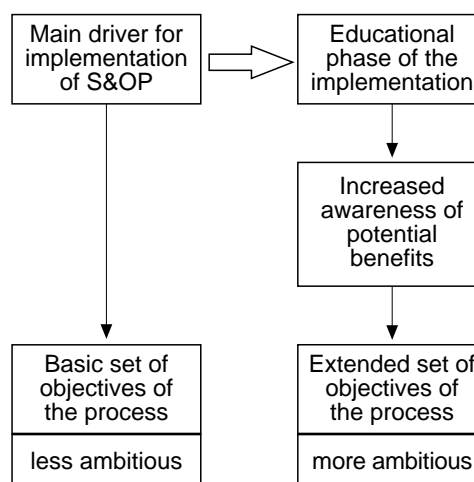 Main driver for
implementation
of S&OP
Educational
phase of the
implementation
Increased
awareness of
potential
benefits
Basic set of
objectives of
the process
less ambitious
Extended set of
objectives of
the process
more ambitious